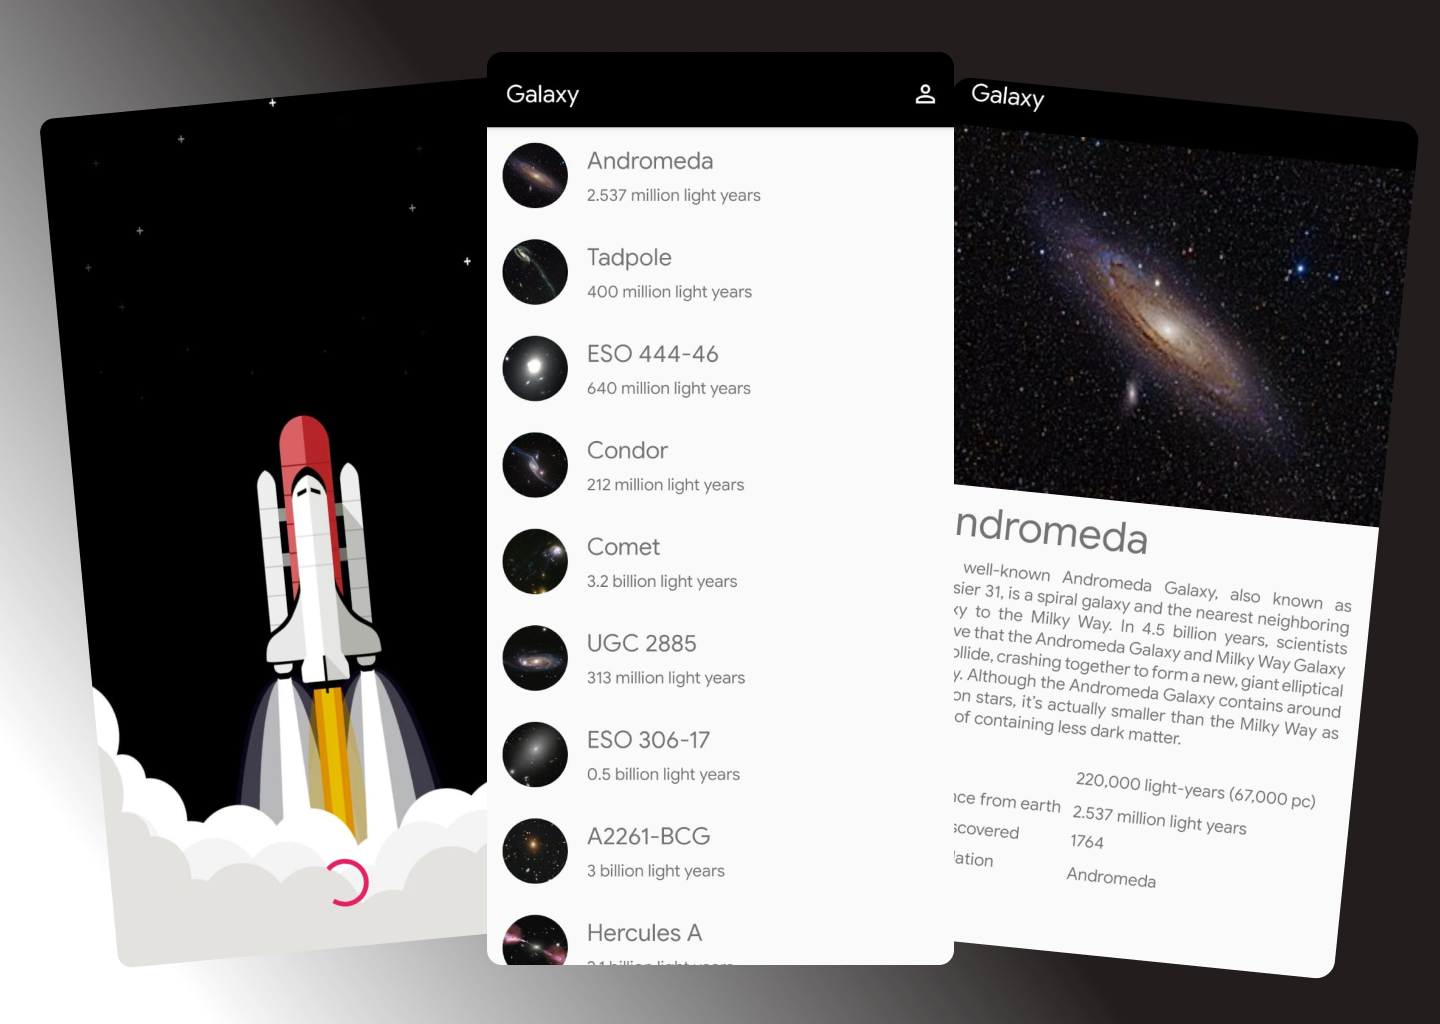 Galaxy
Andromeda
2.537 million light years
Tadpole
400 million light years
ESO 444-46
640 million light years
Condor
212 million light years
Comet
3.2 billion light years
UGC 2885
313 million light years
ESO 306-17
0.5 billion light years
A2261-BCG
3 billion light years
Hercules A
Galaxy
ndromeda
well-known Andromeda Galaxy, also known as
sier 31, is a spiral galaxy and the nearest neighboring
xy to the Milky Way. In 4.5 billion years, scientists
ve that the Andromeda Galaxy and Milky Way Galaxy
ollide, crashing together to form a new, giant elliptical
y. Although the Andromeda Galaxy contains around
on stars, it's actually smaller than the Milky Way as
of containing less dark matter.
220,000 light-years (67,000 pc)
nce from earth 2.537 million light years
scovered 1764
lation Andromeda